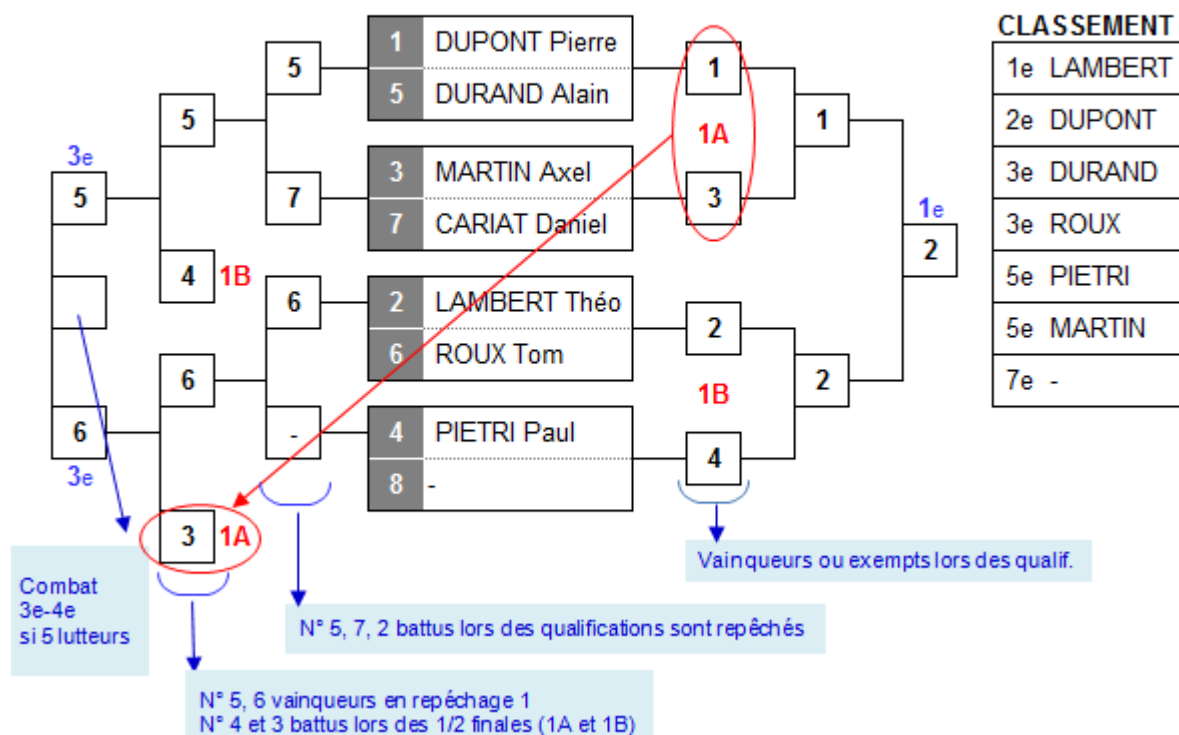 CLASSEMENT
1e LAMBERT
2e DUPONT
3e DURAND
3e ROUX
5e PIETRI
5e MARTIN
7e -
1 DUPONT Pierre
5 DURAND Alain
3 MARTIN Axel
7 CARIAT Daniel
2 LAMBERT Théo
6 ROUX Tom
4 PIETRI Paul
8 -
5
7
6
-
5
4 1B
6
3 1A
3e
5
6
3e
1
1A
3
2
1B
4
1
2
1e
2
Combat
3e-4e
si 5 lutteurs
Vainqueurs ou exempts lors des qualif.
N° 5, 7, 2 battus lors des qualifications sont repêchés
N° 5, 6 vainqueurs en repéchage 1
N° 4 et 3 battus lors des 1/2 finales (1A et 1B)